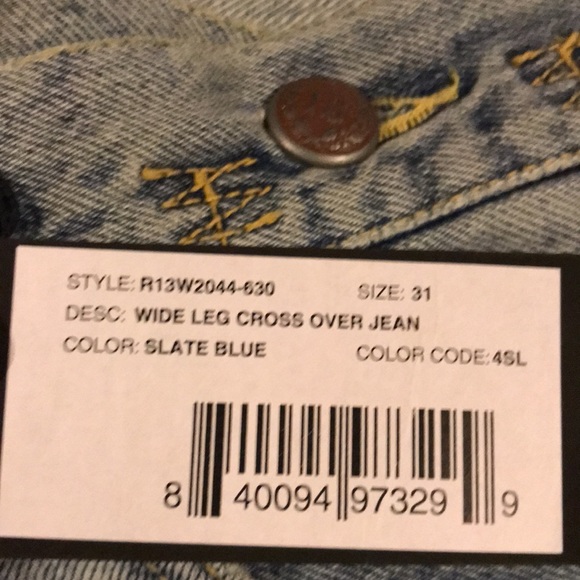 STYLE: R13W2044-630 SIZE: 31
DESC: WIDE LEG CROSS OVER JEAN
COLOR: SLATE BLUE COLOR CODE: 4SL
8 40094 97329 9